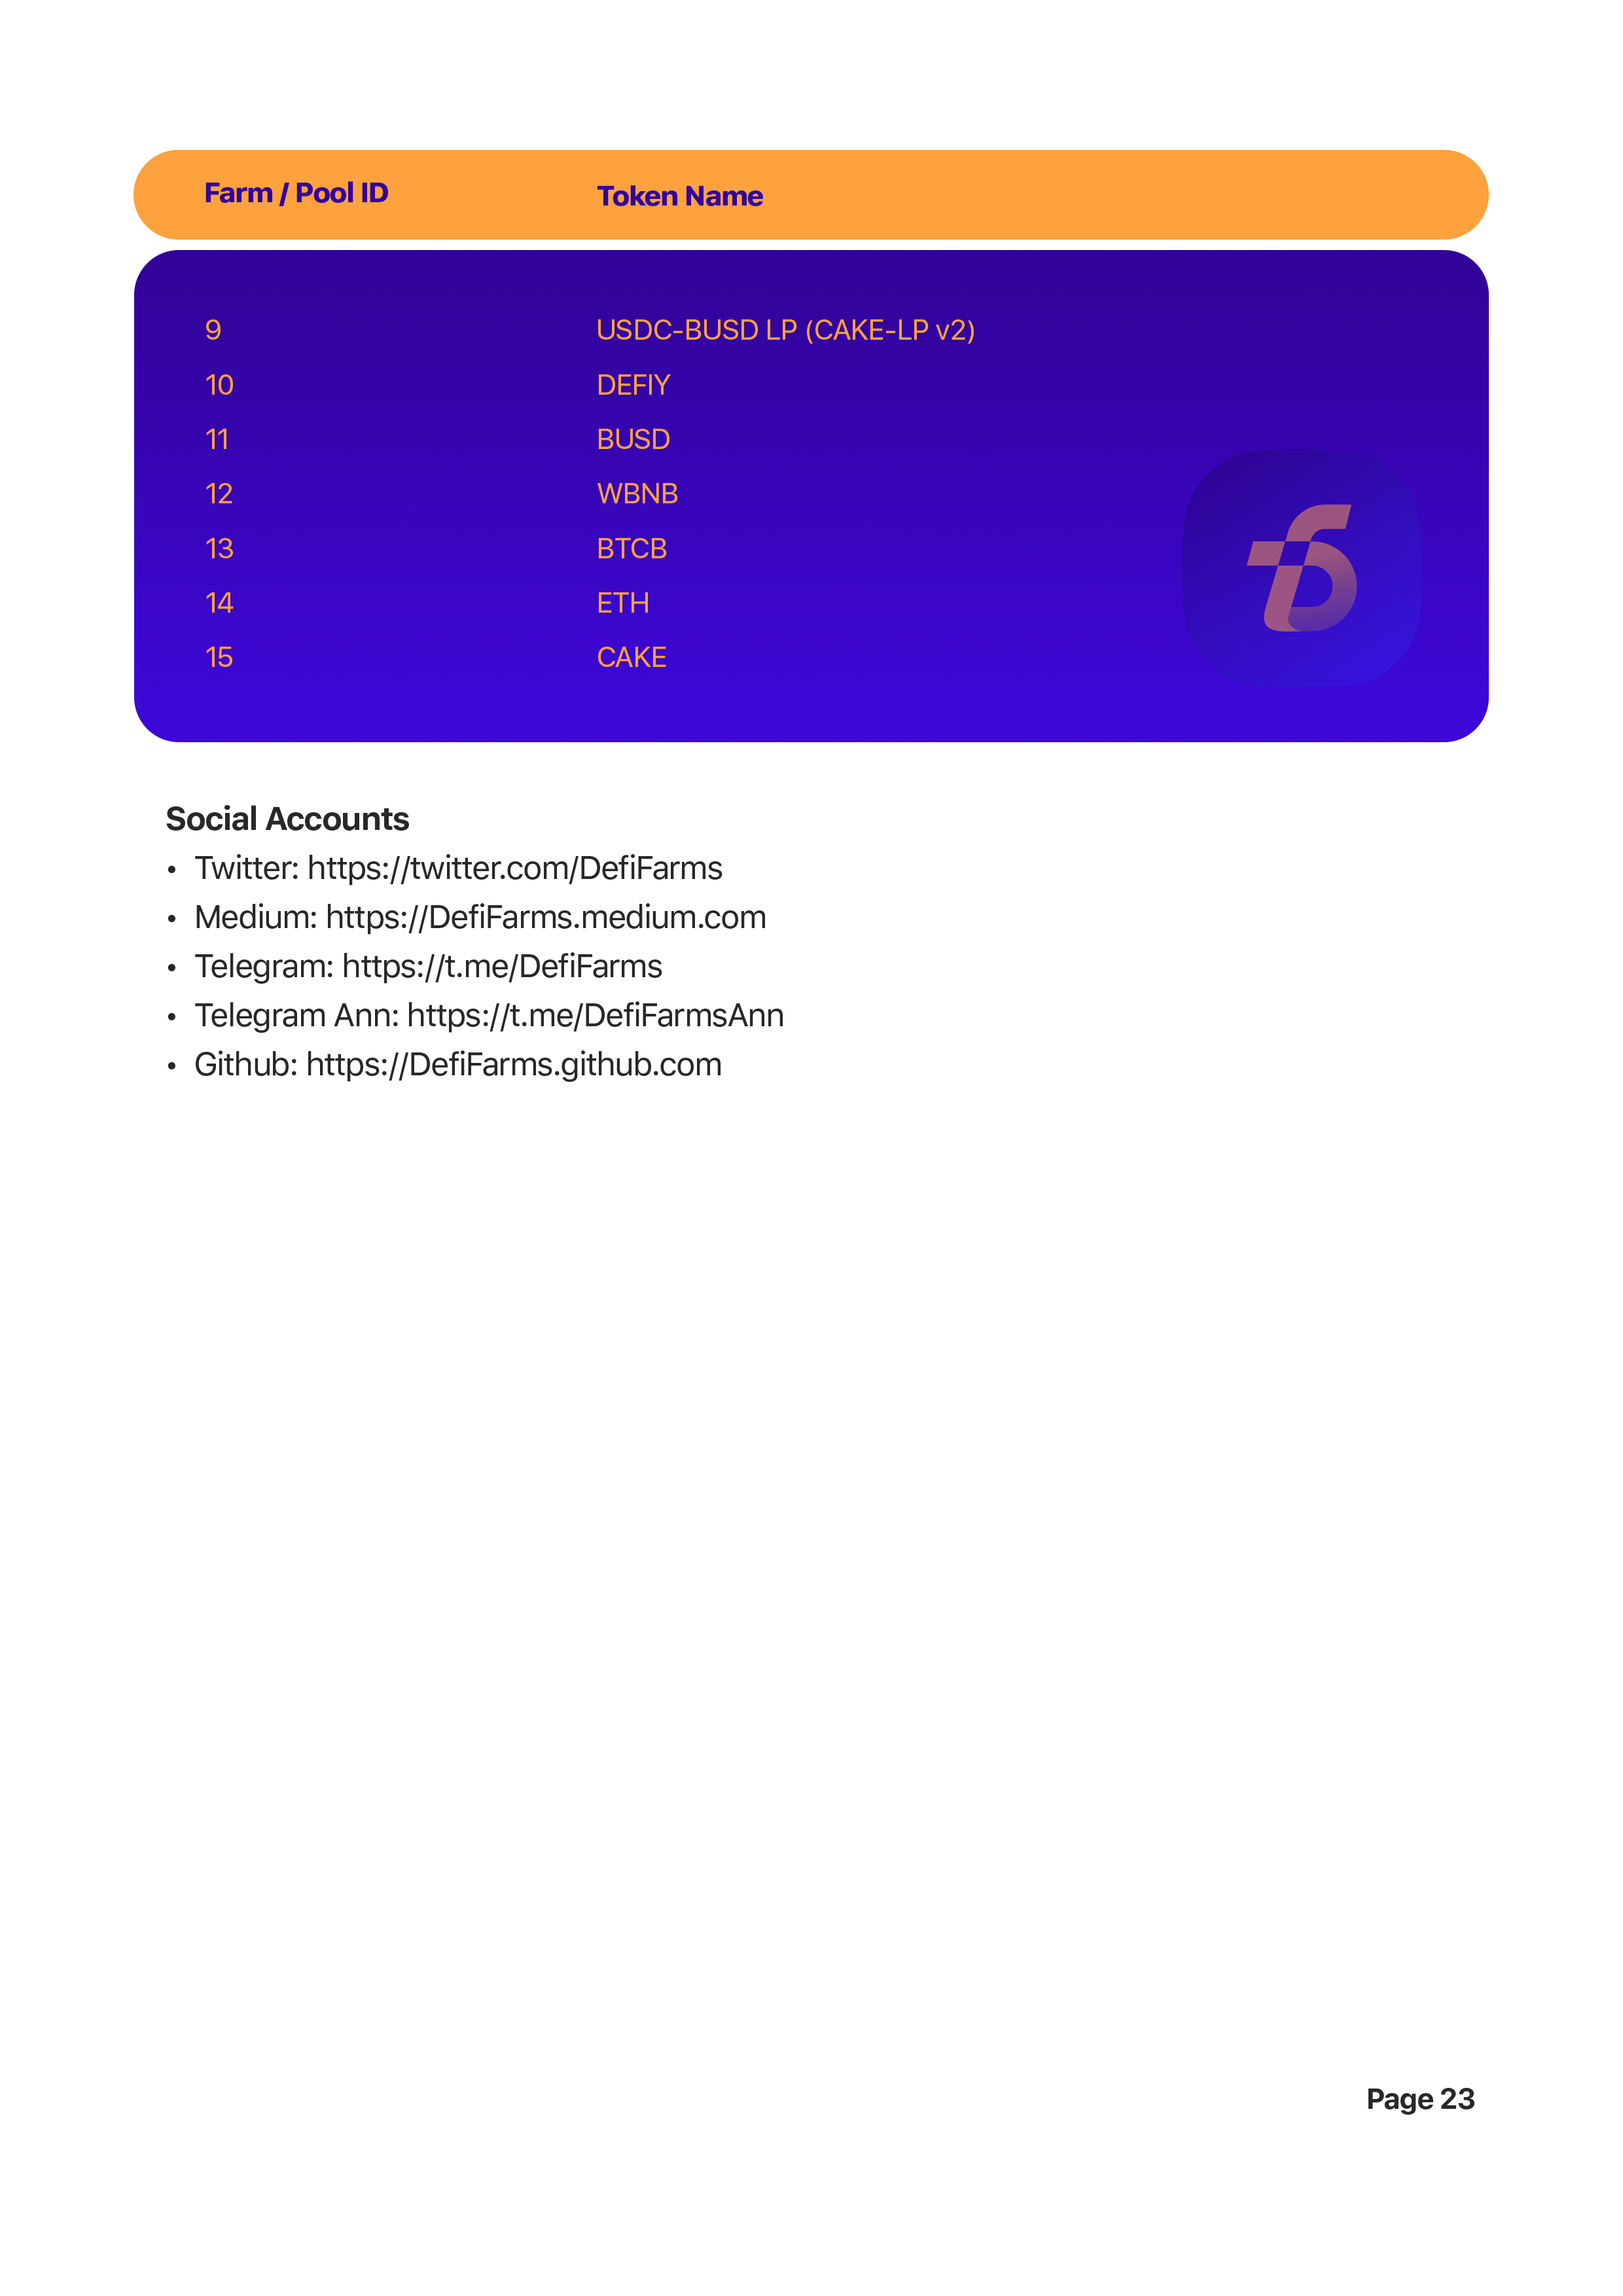 Farm / Pool ID Token Name
9 USDC-BUSD LP (CAKE-LP v2)
10 DEFIY
11 BUSD
12 WBNB
13 BTCB
14 ETH
15 CAKE
Social Accounts
• Twitter: https://twitter.com/DefiFarms
• Medium: https://DefiFarms.medium.com
• Telegram: https://t.me/DefiFarms
• Telegram Ann: https://t.me/DefiFarmsAnn
• Github: https://DefiFarms.github.com
Page 23